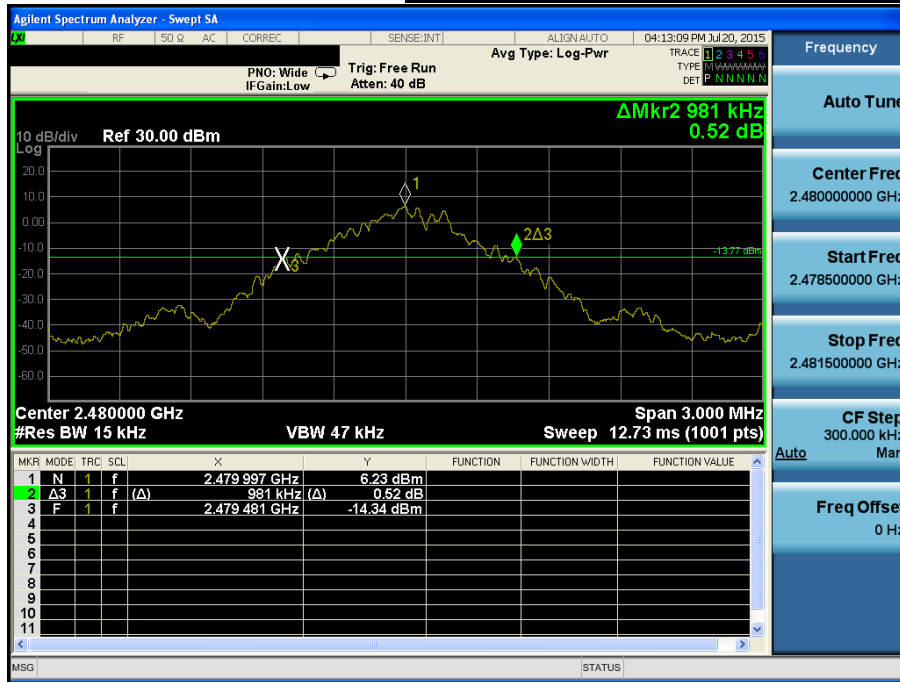 Agilent Spectrum Analyzer - Swept SA
LXI RF 50 Ω AC CORREC SENSE:INT ALIGN AUTO 04:13:09 PM Jul 20, 2015
Avg Type: Log-Pwr
TRACE 1 2 3 4 5 6
TYPE M W W W W W
DET P N N N N N
PNO: Wide
IFGain:Low
Trig: Free Run
Atten: 40 dB
ΔMkr2 981 kHz
0.52 dB
10 dB/div Ref 30.00 dBm
Log
20.0
10.0
0.00
-10.0
-20.0
-30.0
-40.0
-50.0
-60.0
1
2Δ3
3
-13.77 dBm
Center 2.480000 GHz Span 3.000 MHz
#Res BW 15 kHz VBW 47 kHz Sweep 12.73 ms (1001 pts)
MKR MODE TRC SCL X Y FUNCTION FUNCTION WIDTH FUNCTION VALUE
1 N 1 f 2.479 997 GHz 6.23 dBm
2 Δ3 1 f (Δ) 981 kHz (Δ) 0.52 dB
3 F 1 f 2.479 481 GHz -14.34 dBm
4
5
6
7
8
9
10
11
MSG STATUS
Frequency
Auto Tune
Center Freq
2.480000000 GHz
Start Freq
2.478500000 GHz
Stop Freq
2.481500000 GHz
CF Step
300.000 kHz
Auto Man
Freq Offset
0 Hz